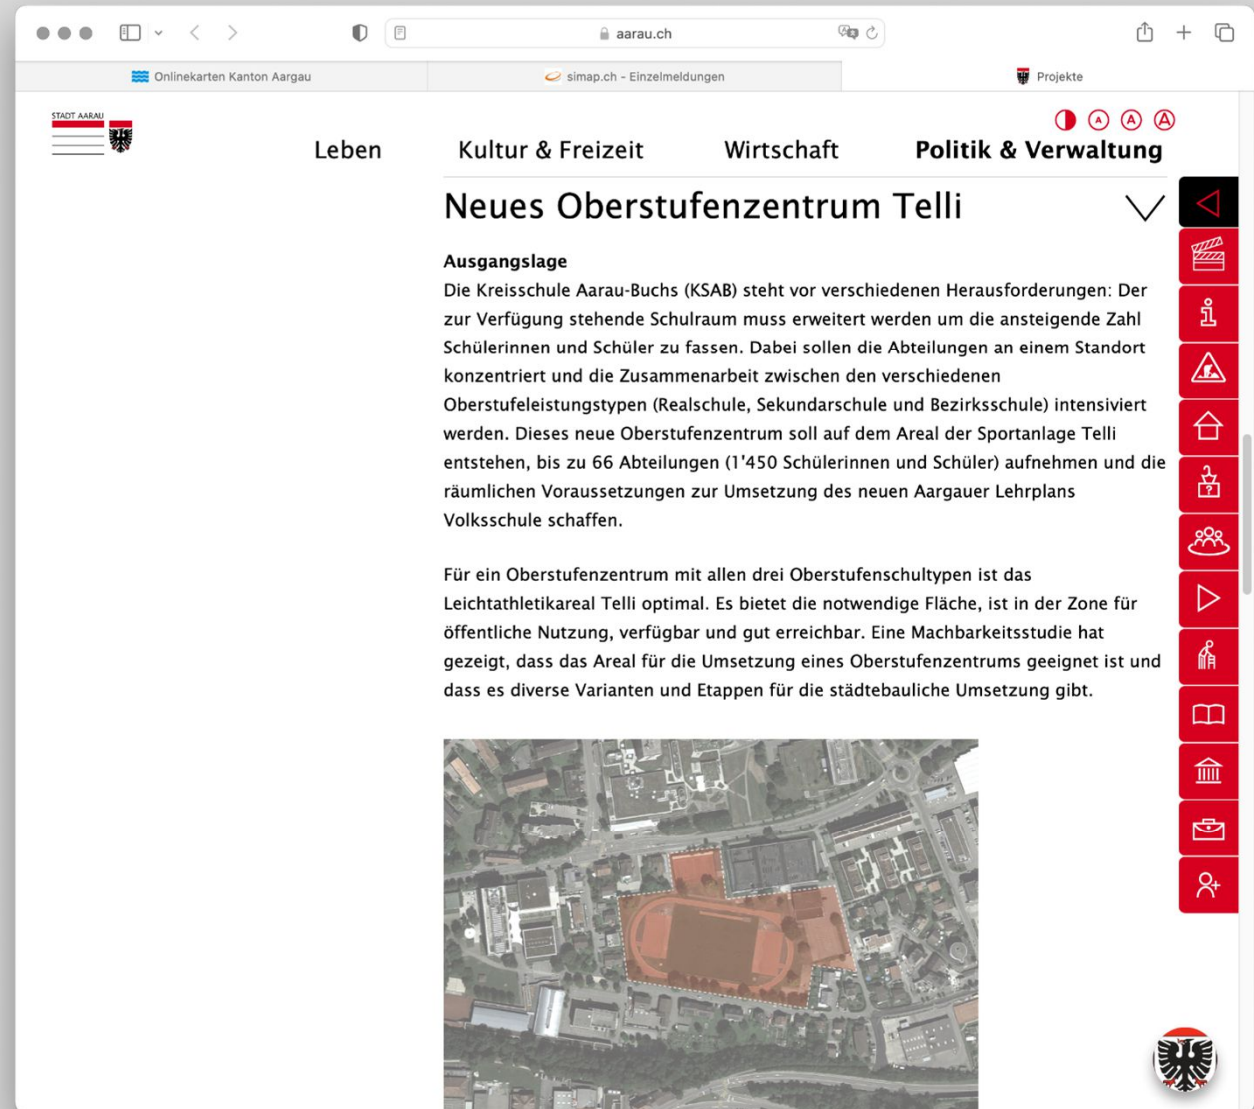 aarau.ch
Onlinekarten Kanton Aargau
simap.ch - Einzelmeldungen
Projekte
STADT AARAU
A A A
Leben Kultur & Freizeit Wirtschaft Politik & Verwaltung
Neues Oberstufenzentrum Telli
Ausgangslage
Die Kreisschule Aarau-Buchs (KSAB) steht vor verschiedenen Herausforderungen: Der
zur Verfügung stehende Schulraum muss erweitert werden um die ansteigende Zahl
Schülerinnen und Schüler zu fassen. Dabei sollen die Abteilungen an einem Standort
konzentriert und die Zusammenarbeit zwischen den verschiedenen
Oberstufeleistungstypen (Realschule, Sekundarschule und Bezirksschule) intensiviert
werden. Dieses neue Oberstufenzentrum soll auf dem Areal der Sportanlage Telli
entstehen, bis zu 66 Abteilungen (1'450 Schülerinnen und Schüler) aufnehmen und die
räumlichen Voraussetzungen zur Umsetzung des neuen Aargauer Lehrplans
Volksschule schaffen.
Für ein Oberstufenzentrum mit allen drei Oberstufenschultypen ist das
Leichtathletikareal Telli optimal. Es bietet die notwendige Fläche, ist in der Zone für
öffentliche Nutzung, verfügbar und gut erreichbar. Eine Machbarkeitsstudie hat
gezeigt, dass das Areal für die Umsetzung eines Oberstufenzentrums geeignet ist und
dass es diverse Varianten und Etappen für die städtebauliche Umsetzung gibt.